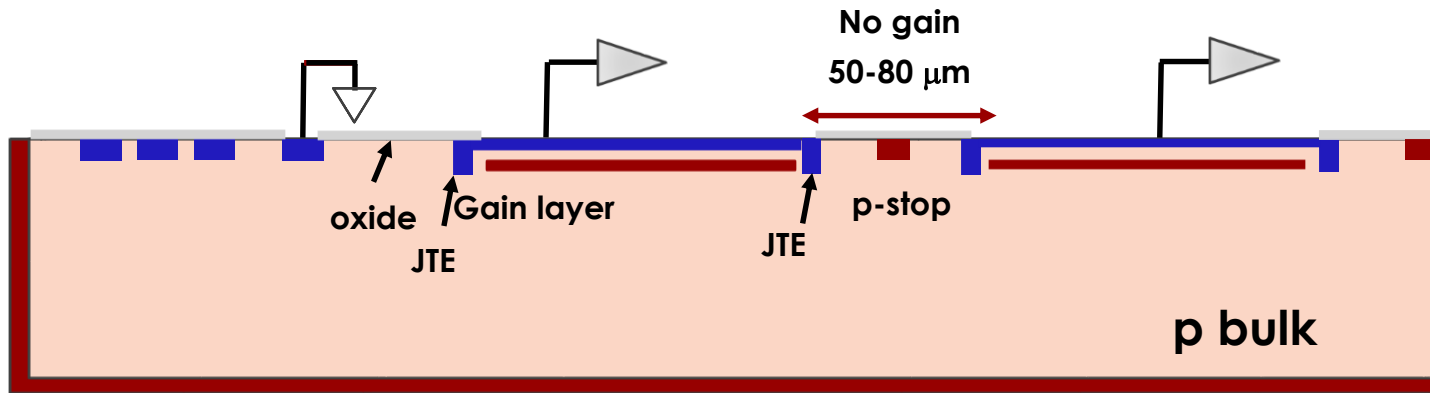 No gain
50-80 μm
oxide
Gain layer
p-stop
JTE
JTE
p bulk